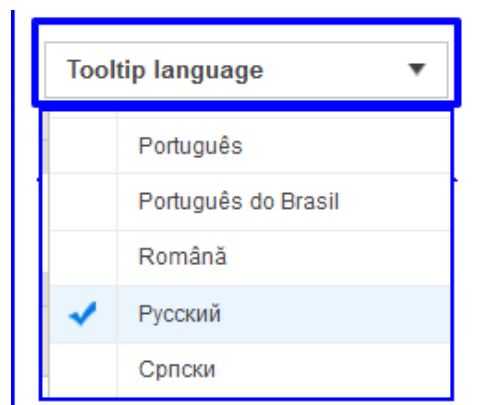 Tooltip language
Português
Português do Brasil
Română
Русский
Српски